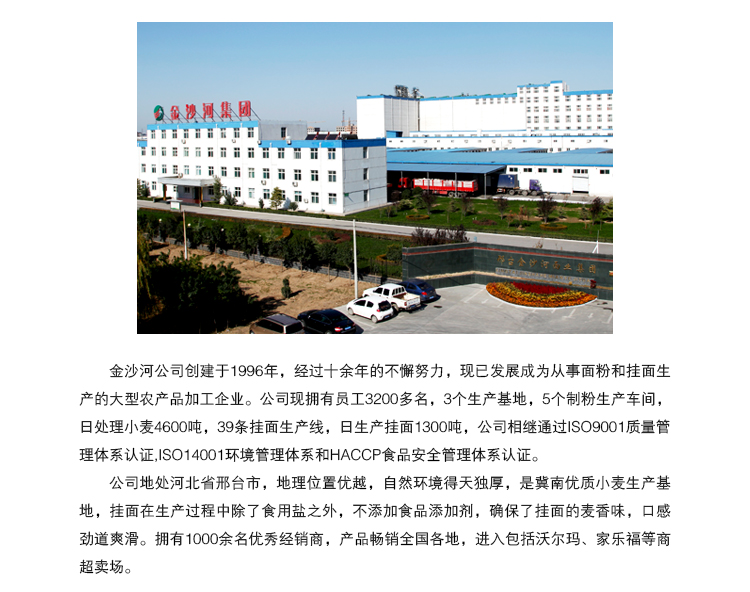 金沙河集团
金沙河公司创建于1996年，经过十余年的不懈努力，现已发展成为从事面粉和挂面生
产的大型农产品加工企业。公司现拥有员工3200多名，3个生产基地，5个制粉生产车间，
日处理小麦4600吨，39条挂面生产线，日生产挂面1300吨，公司相继通过ISO9001质量管
理体系认证,ISO14001环境管理体系和HACCP食品安全管理体系认证。
公司地处河北省邢台市，地理位置优越，自然环境得天独厚，是冀南优质小麦生产基
地，挂面在生产过程中除了食用盐之外，不添加食品添加剂，确保了挂面的麦香味，口感
劲道爽滑。拥有1000余名优秀经销商，产品畅销全国各地，进入包括沃尔玛、家乐福等商
超卖场。